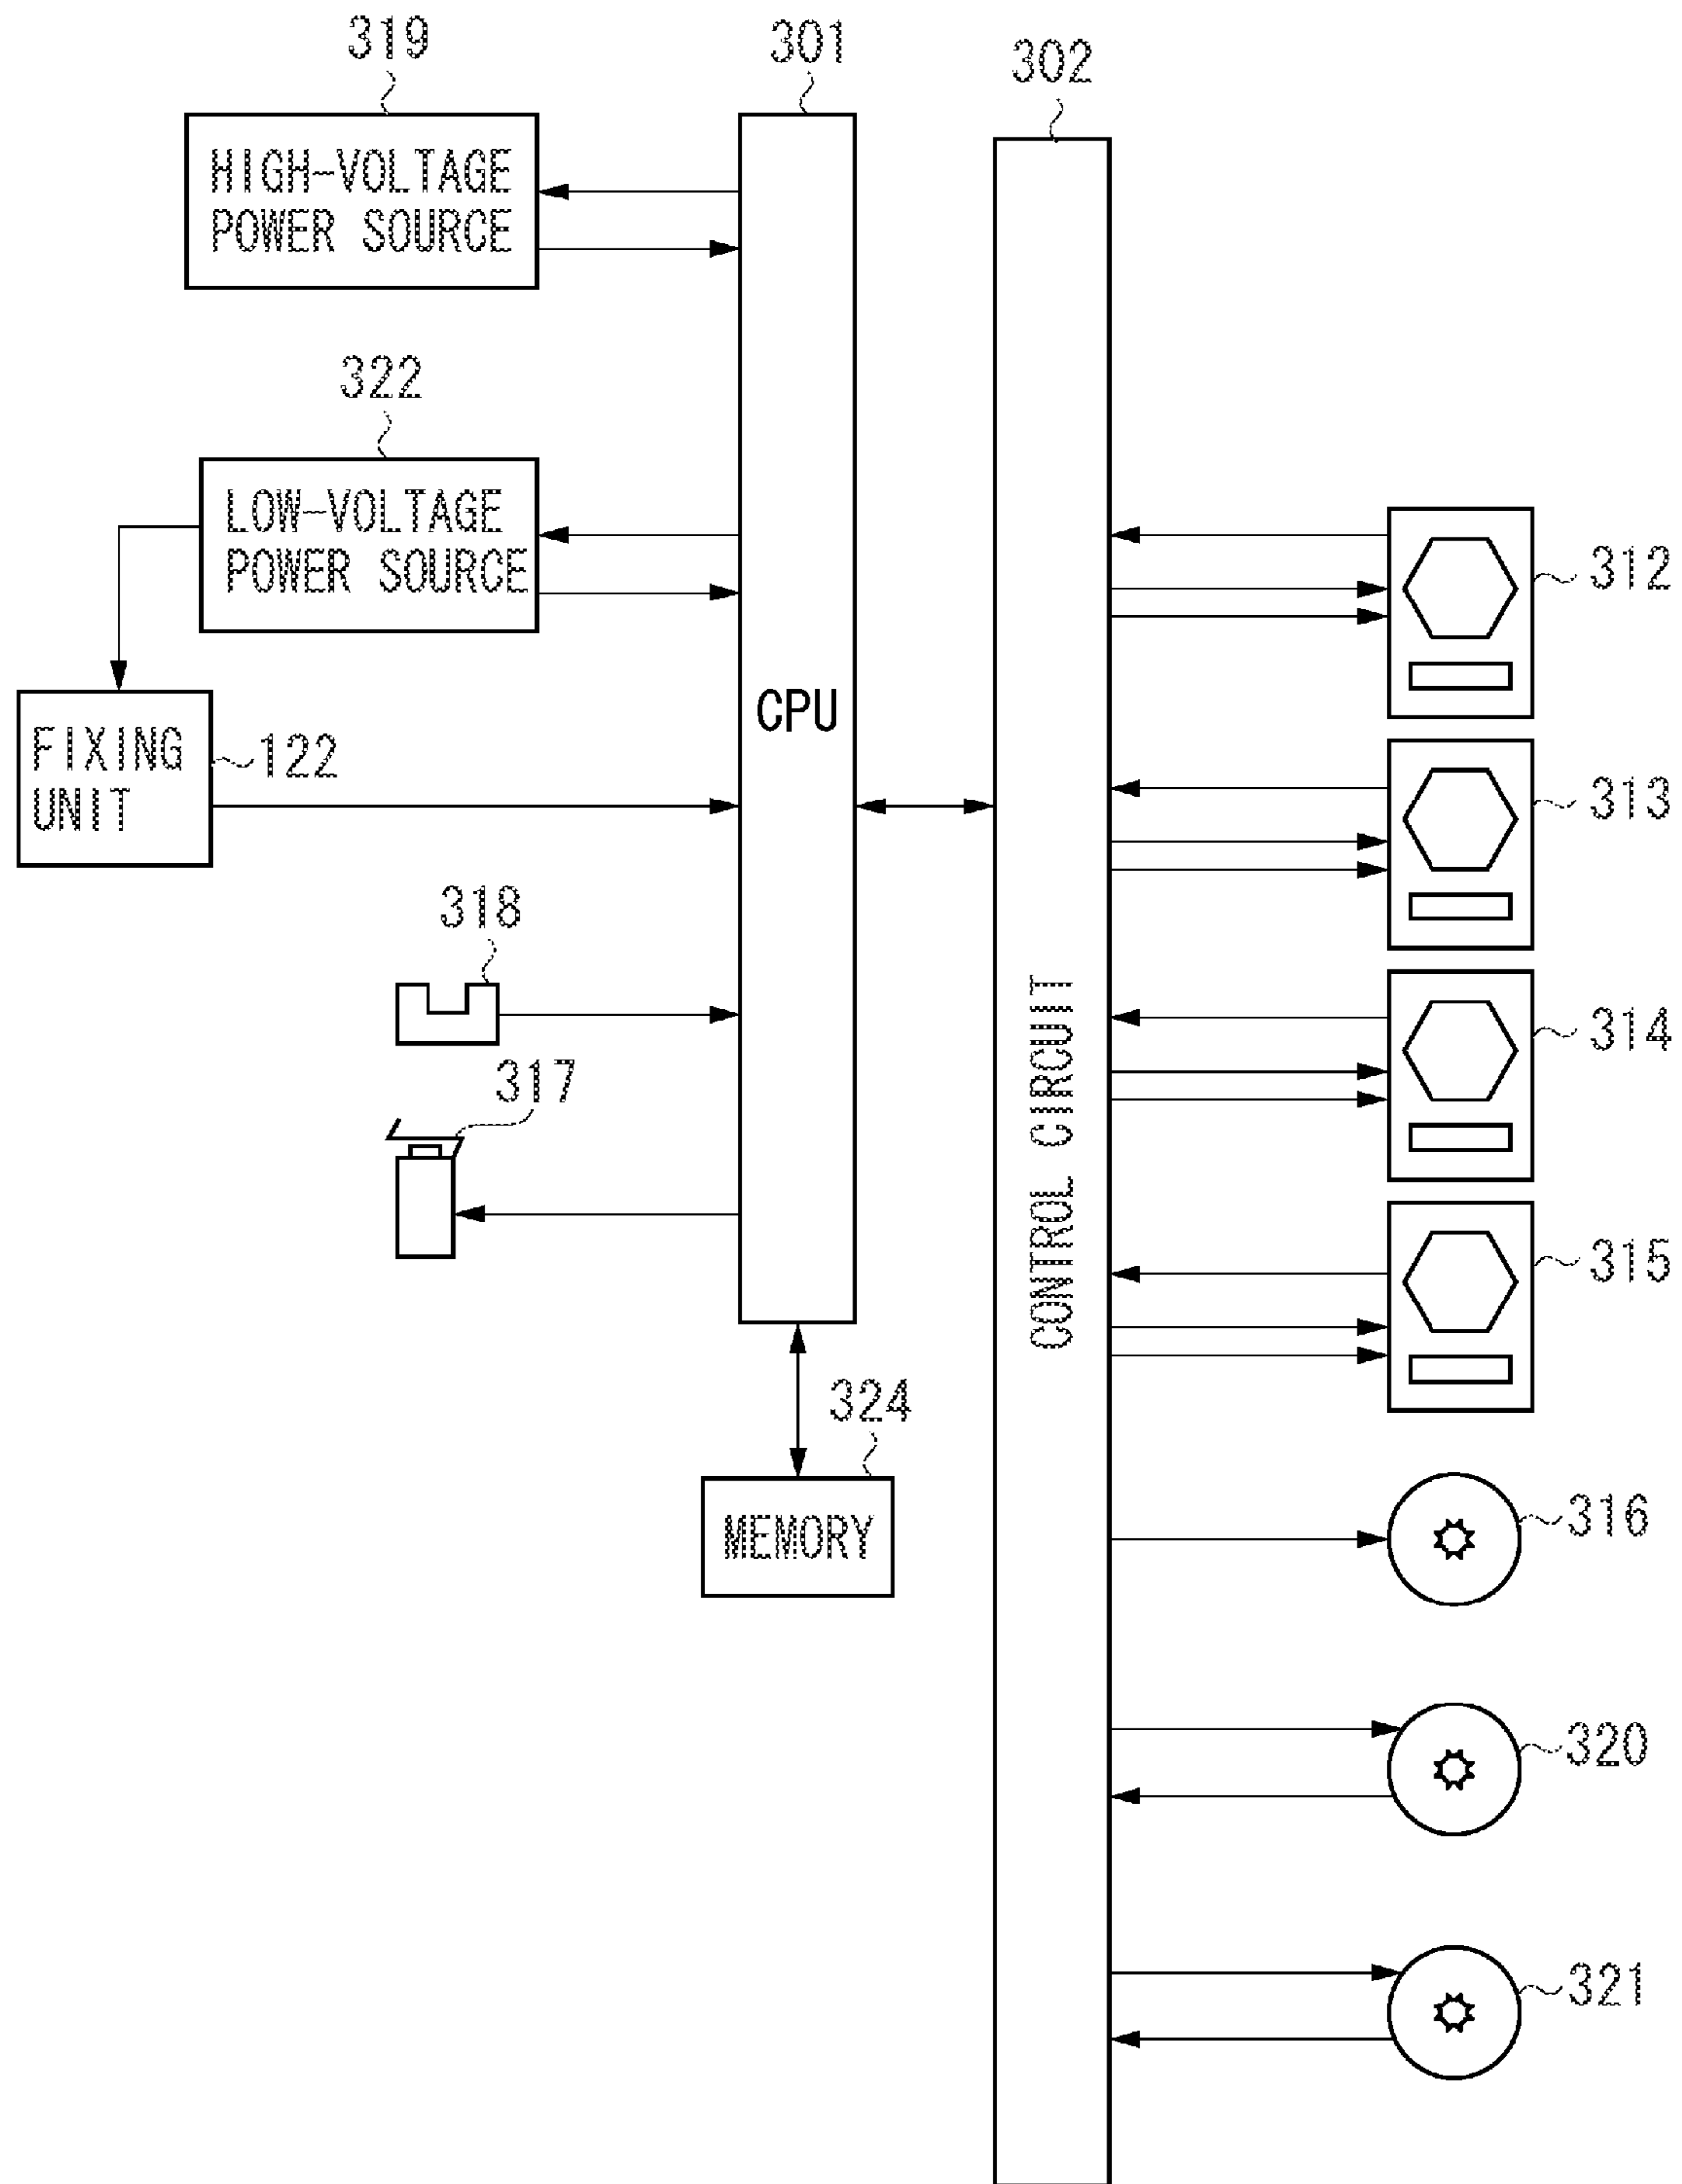 319
301
302
HIGH-VOLTAGE
POWER SOURCE
322
LOW-VOLTAGE
POWER SOURCE
312
CPU
FIXING
UNIT
122
313
318
314
CONTROL CIRCUIT
317
315
324
MEMORY
316
320
321